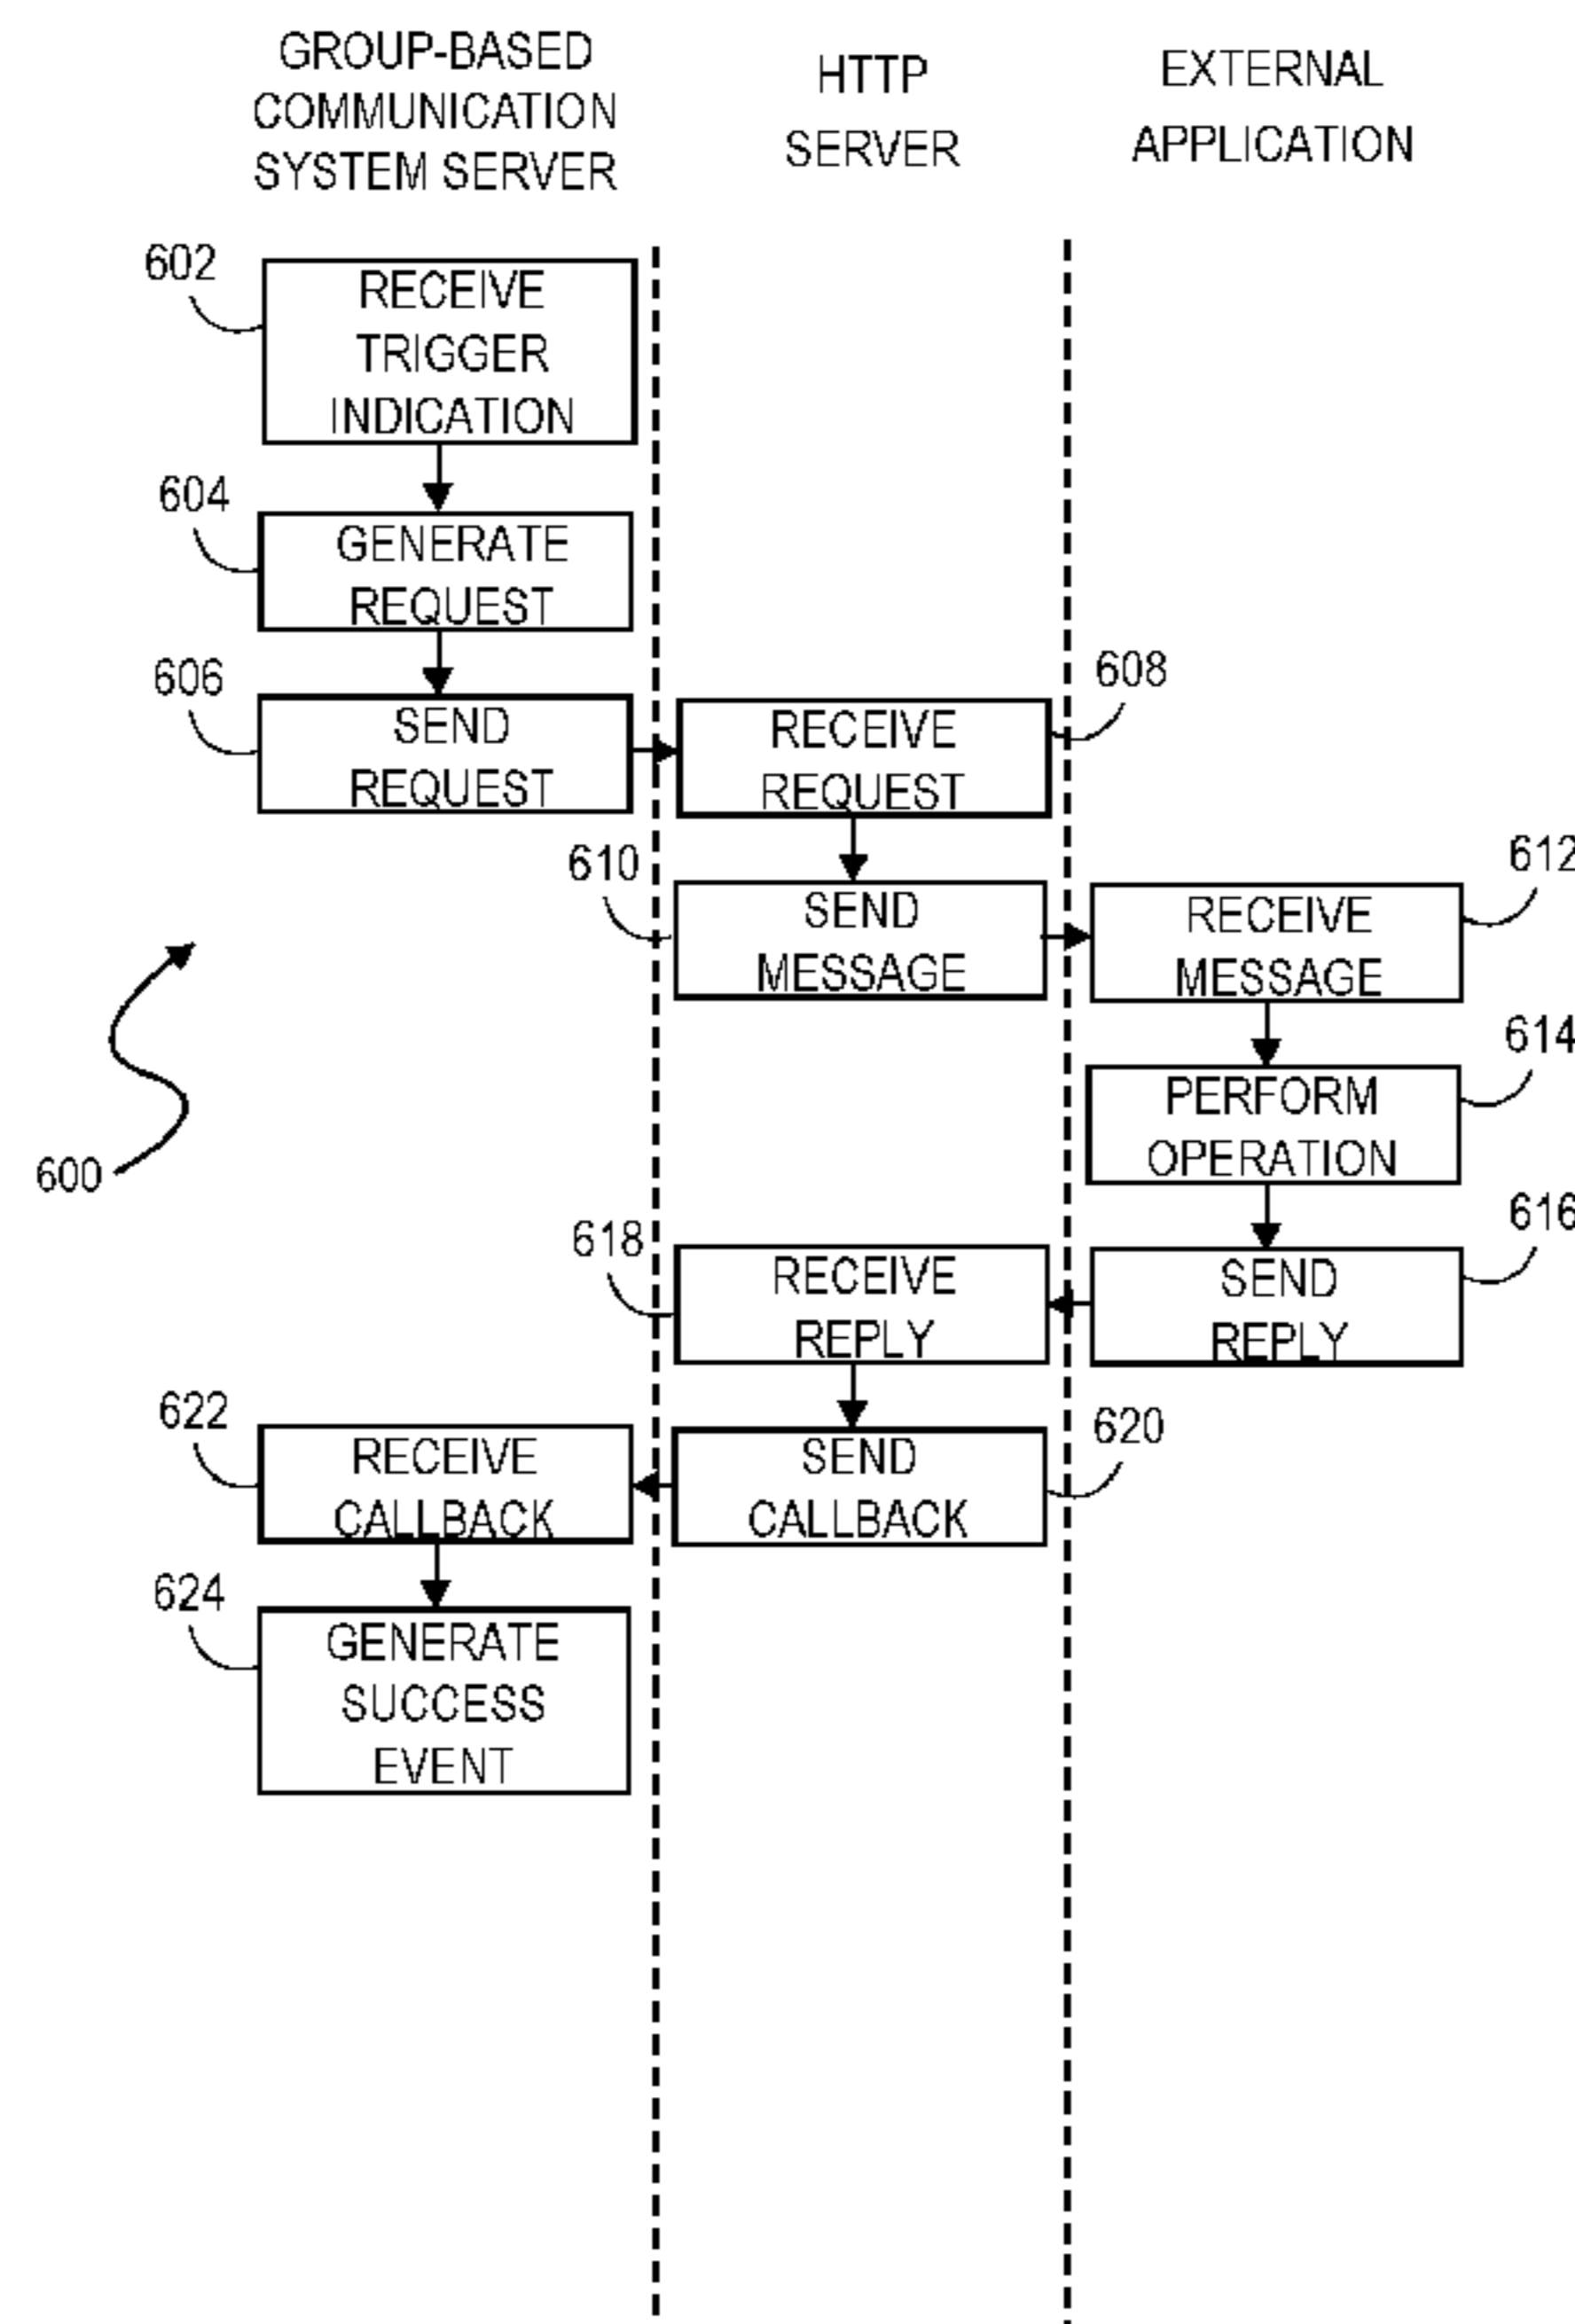 GROUP-BASED
COMMUNICATION
SYSTEM SERVER
HTTP
SERVER
EXTERNAL
APPLICATION
602
RECEIVE
TRIGGER
INDICATION
604
GENERATE
REQUEST
606
SEND
REQUEST
608
RECEIVE
REQUEST
610
SEND
MESSAGE
612
RECEIVE
MESSAGE
614
PERFORM
OPERATION
600
616
SEND
REPLY
618
RECEIVE
REPLY
620
SEND
CALLBACK
622
RECEIVE
CALLBACK
624
GENERATE
SUCCESS
EVENT